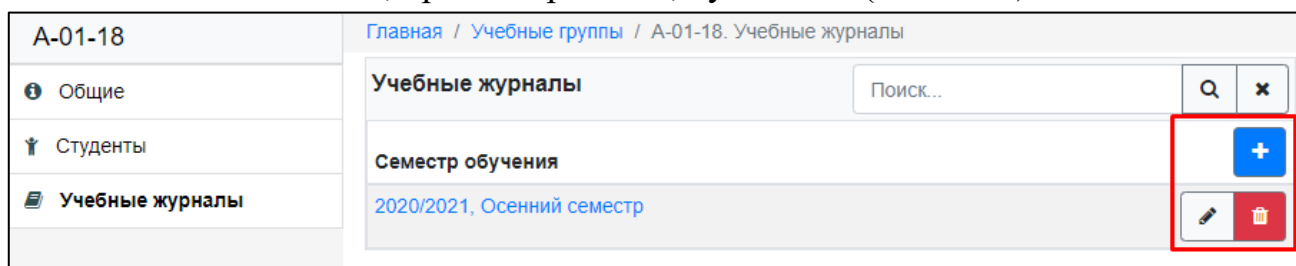 А-01-18
Общие
Студенты
Учебные журналы
Главная / Учебные группы / А-01-18. Учебные журналы
Учебные журналы
Поиск...
Семестр обучения
2020/2021, Осенний семестр